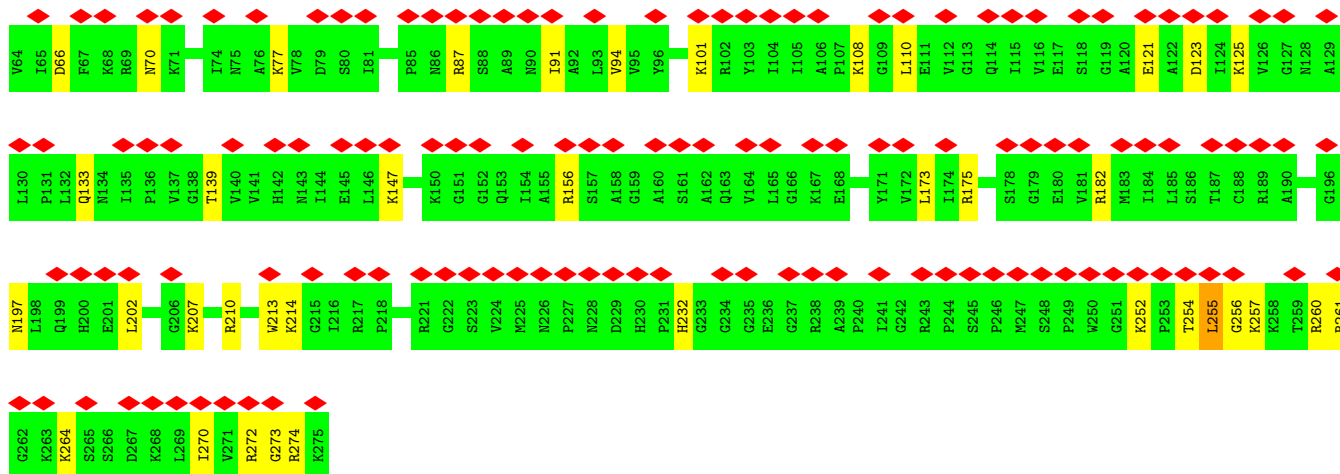 V64 I65 D66 F67 K68 R69 N70 K71 I74 N75 A76 K77 V78 D79 S80 I81 P85 N86 R87 S88 A89 N90 I91 A92 L93 V94 V95 Y96 K101 R102 Y103 I104 I105 A106 P107 K108 G109 L110 E111 V112 G113 Q114 I115 V116 E117 S118 G119 A120 E121 A122 D123 I124 K125 V126 G127 N128 A129
L130 P131 L132 Q133 N134 I135 P136 V137 G138 T139 V140 V141 H142 N143 I144 E145 L146 K147 K150 G151 G152 Q153 I154 A155 R156 S157 A158 G159 A160 S161 A162 Q163 V164 L165 G166 K167 E168 Y171 V172 L173 I174 R175 S178 G179 E180 V181 R182 M183 I184 L185 S186 T187 C188 R189 A190 G196
N197 L198 Q199 H200 E201 L202 G206 K207 R210 W213 K214 G215 I216 R217 P218 R221 G222 S223 V224 M225 N226 P227 N228 D229 H230 P231 H232 G233 G234 G235 E236 G237 R238 A239 P240 I241 G242 R243 P244 S245 P246 M247 S248 P249 W250 G251 K252 P253 T254 L255 G256 K257 K258 T259 R260
G262 K263 K264 S265 S266 D267 K268 L269 I270 V271 R272 G273 R274 K275